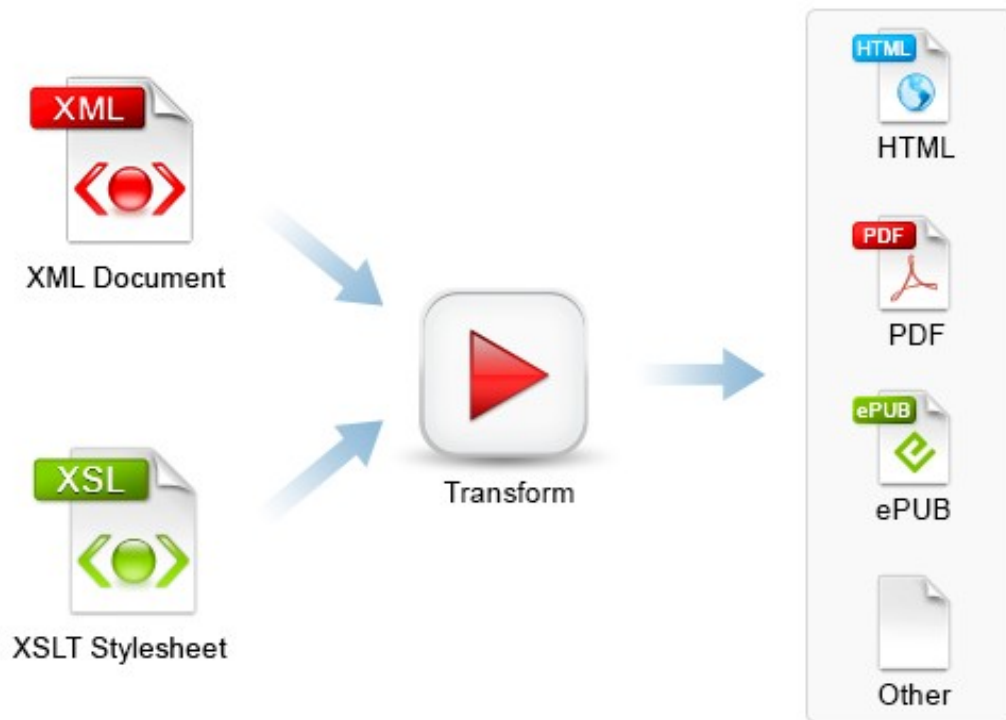 XML
XML Document
XSL
XSLT Stylesheet
Transform
HTML
HTML
PDF
PDF
ePUB
ePUB
Other